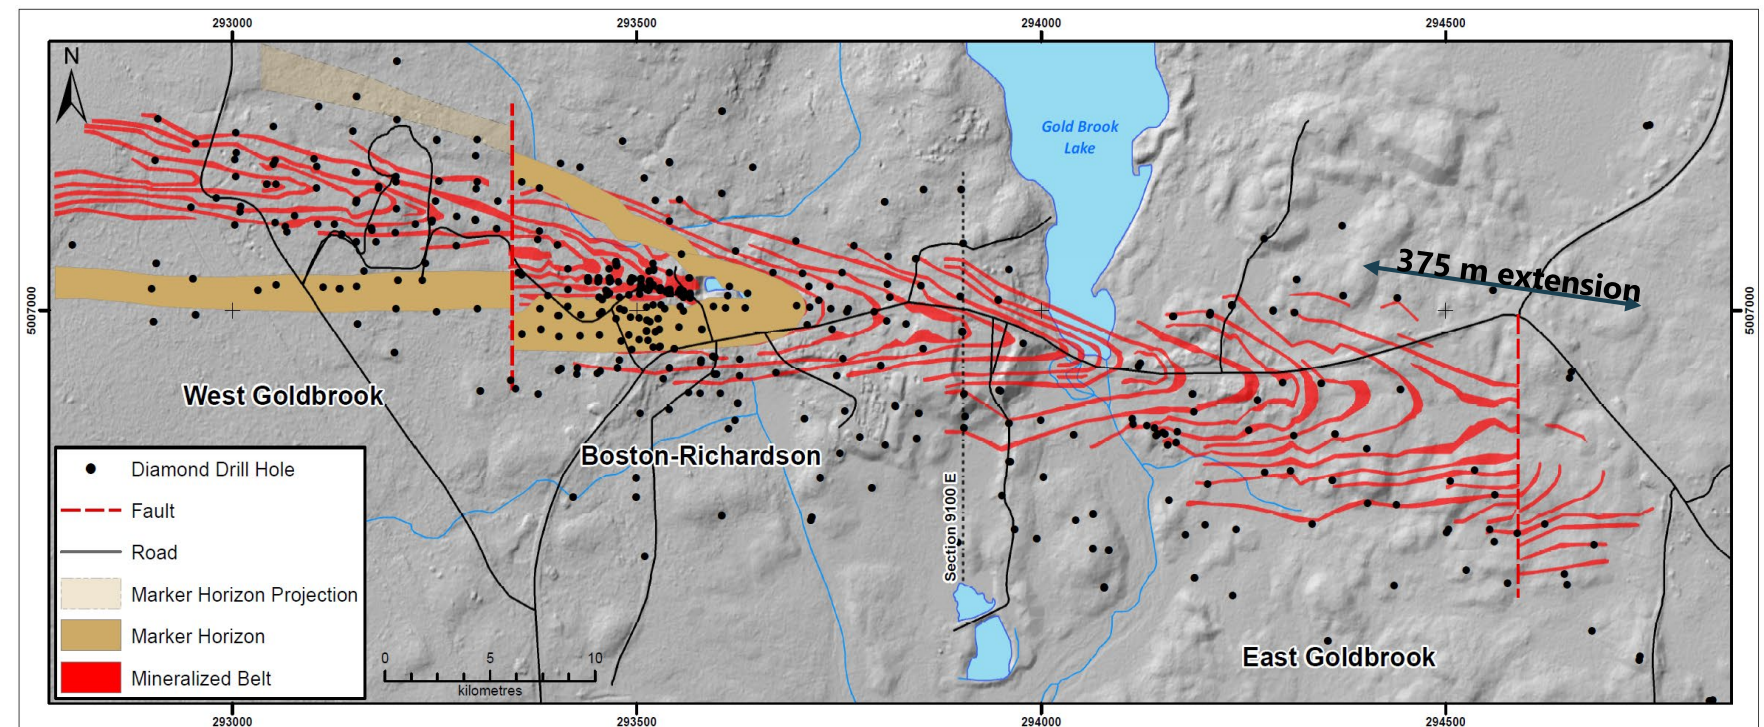 293000
293500
294000
294500
N
Gold Brook
Lake
375 m extension
5007000
5007000
West Goldbrook
Boston-Richardson
Section 9100 E
East Goldbrook
Diamond Drill Hole
Fault
Road
Marker Horizon Projection
Marker Horizon
Mineralized Belt
0 5 10
kilometres
293000
293500
294000
294500